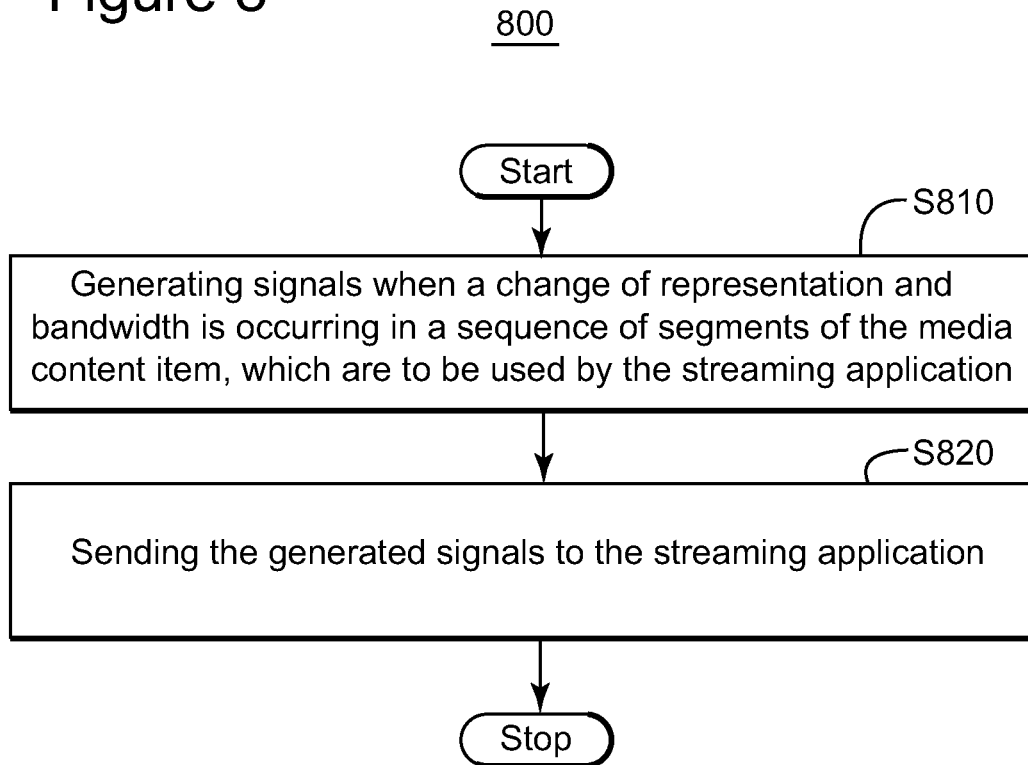 Figure 8
800
Start
S810
Generating signals when a change of representation and
bandwidth is occurring in a sequence of segments of the media
content item, which are to be used by the streaming application
S820
Sending the generated signals to the streaming application
Stop